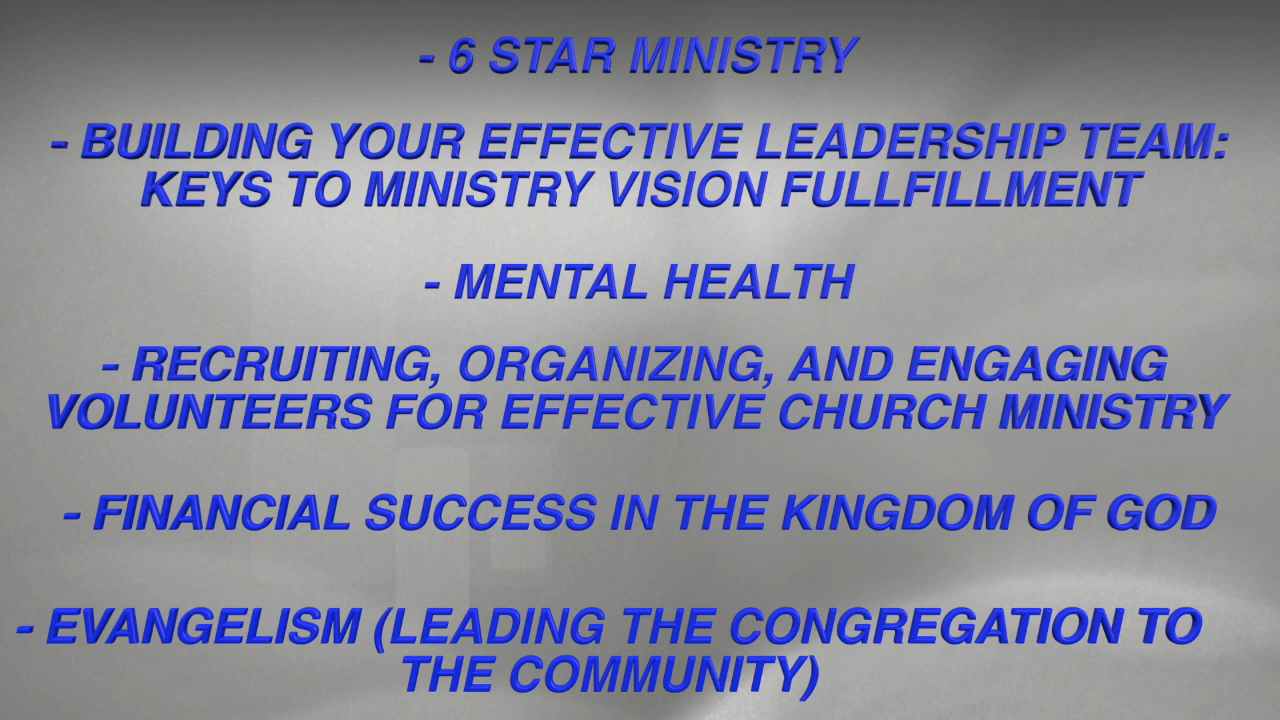 - 6 STAR MINISTRY
- BUILDING YOUR EFFECTIVE LEADERSHIP TEAM:
KEYS TO MINISTRY VISION FULLFILLMENT
- MENTAL HEALTH
- RECRUITING, ORGANIZING, AND ENGAGING
VOLUNTEERS FOR EFFECTIVE CHURCH MINISTRY
- FINANCIAL SUCCESS IN THE KINGDOM OF GOD
- EVANGELISM (LEADING THE CONGREGATION TO
THE COMMUNITY)